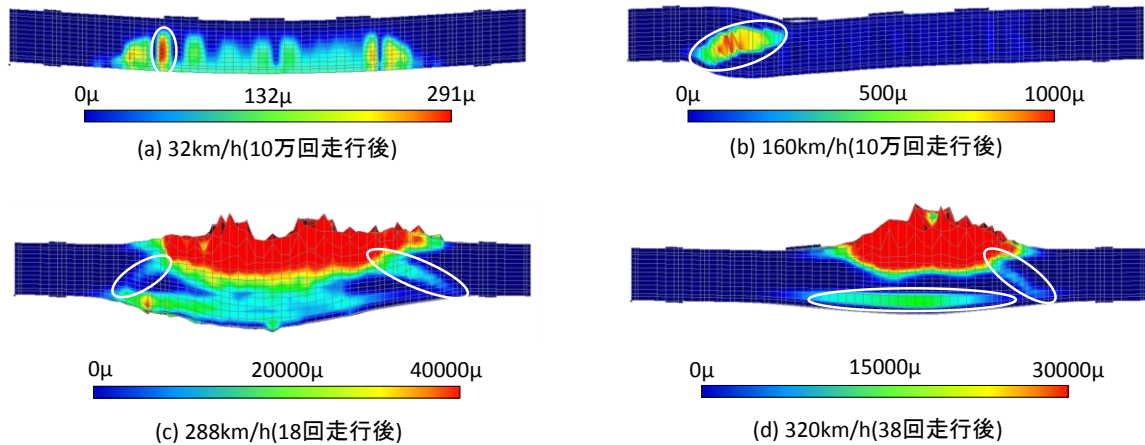 0μ 132μ 291μ
(a) 32km/h(10万回走行後)
0μ 500μ 1000μ
(b) 160km/h(10万回走行後)
0μ 20000μ 40000μ
(c) 288km/h(18回走行後)
0μ 15000μ 30000μ
(d) 320km/h(38回走行後)